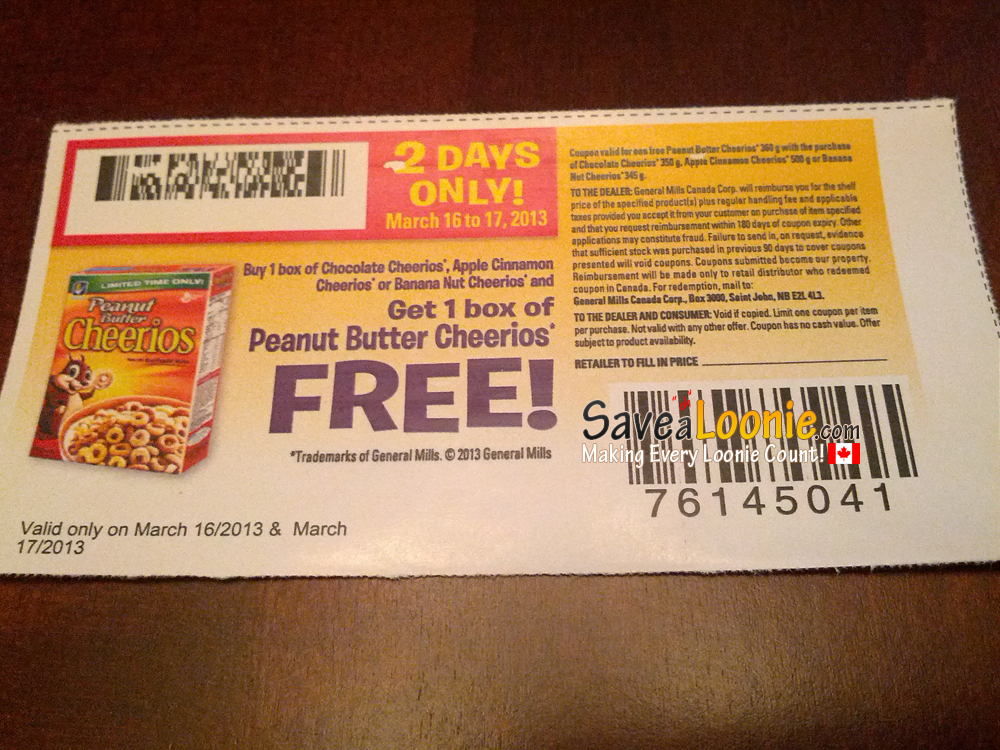 2 DAYS
ONLY!
March 16 to 17, 2013
Buy 1 box of Chocolate Cheerios*, Apple Cinnamon
Cheerios* or Banana Nut Cheerios* and
Get 1 box of
Peanut Butter Cheerios*
FREE!
*Trademarks of General Mills. © 2013 General Mills
LIMITED TIME ONLY!
Peanut
Butter
Cheerios
Valid only on March 16/2013 & March
17/2013
Coupon valid for one free Peanut Butter Cheerios* 360 g with the purchase
of Chocolate Cheerios* 350 g, Apple Cinnamon Cheerios* 500 g or Banana
Nut Cheerios* 345 g.
TO THE DEALER: General Mills Canada Corp. will reimburse you for the shelf
price of the specified product(s) plus regular handling fee and applicable
taxes provided you accept it from your customer on purchase of item specified
and that you request reimbursement within 180 days of coupon expiry. Other
applications may constitute fraud. Failure to send in, on request, evidence
that sufficient stock was purchased in previous 90 days to cover coupons
presented will void coupons. Coupons submitted become our property.
Reimbursement will be made only to retail distributor who redeemed
coupon in Canada. For redemption, mail to:
General Mills Canada Corp., Box 3000, Saint John, NB E2L 4L3.
TO THE DEALER AND CONSUMER: Void if copied. Limit one coupon per item
per purchase. Not valid with any other offer. Coupon has no cash value. Offer
subject to product availability.
RETAILER TO FILL IN PRICE
SaveaLoonie.com
Making Every Loonie Count!
76145041